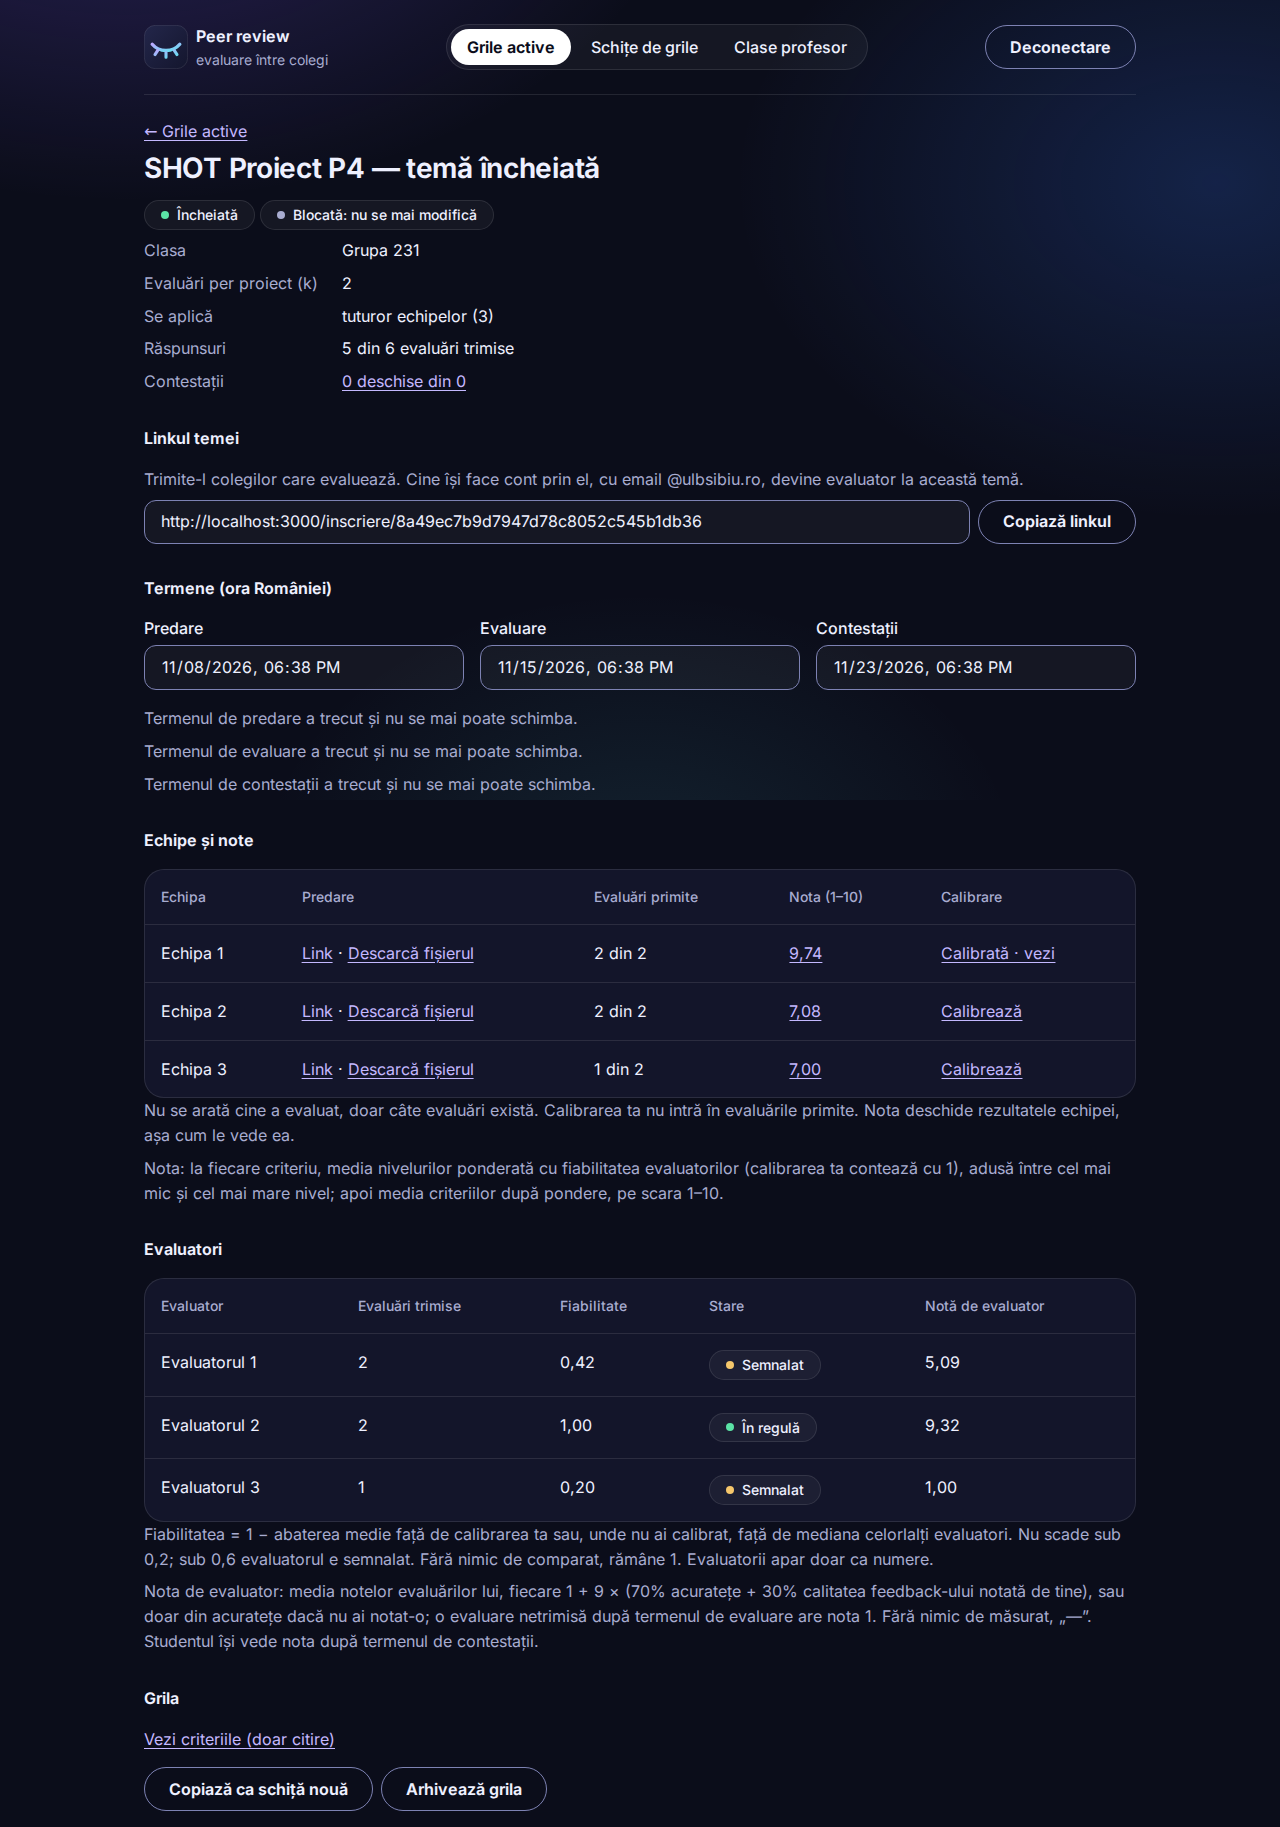 Peer review
evaluare între colegi
Grile active
Schițe de grile
Clase profesor
Deconectare
← Grile active
SHOT Proiect P4 — temă încheiată
Încheiată
Blocată: nu se mai modifică
Clasa Grupa 231
Evaluări per proiect (k) 2
Se aplică tuturor echipelor (3)
Răspunsuri 5 din 6 evaluări trimise
Contestații 0 deschise din 0
Linkul temei
Trimite-l colegilor care evaluează. Cine își face cont prin el, cu email @ulbsibiu.ro, devine evaluator la această temă.
http://localhost:3000/inscriere/8a49ec7b9d7947d78c8052c545b1db36
Copiază linkul
Termene (ora României)
Predare Evaluare Contestații
11/08/2026, 06:38 PM 11/15/2026, 06:38 PM 11/23/2026, 06:38 PM
Termenul de predare a trecut și nu se mai poate schimba.
Termenul de evaluare a trecut și nu se mai poate schimba.
Termenul de contestații a trecut și nu se mai poate schimba.
Echipe și note
Echipa Predare Evaluări primite Nota (1–10) Calibrare
Echipa 1 Link · Descarcă fișierul 2 din 2 9,74 Calibrată · vezi
Echipa 2 Link · Descarcă fișierul 2 din 2 7,08 Calibrează
Echipa 3 Link · Descarcă fișierul 1 din 2 7,00 Calibrează
Nu se arată cine a evaluat, doar câte evaluări există. Calibrarea ta nu intră în evaluările primite. Nota deschide rezultatele echipei,
așa cum le vede ea.
Nota: la fiecare criteriu, media nivelurilor ponderată cu fiabilitatea evaluatorilor (calibrarea ta contează cu 1), adusă între cel mai
mic și cel mai mare nivel; apoi media criteriilor după pondere, pe scara 1–10.
Evaluatori
Evaluator Evaluări trimise Fiabilitate Stare Notă de evaluator
Evaluatorul 1 2 0,42 Semnalat 5,09
Evaluatorul 2 2 1,00 În regulă 9,32
Evaluatorul 3 1 0,20 Semnalat 1,00
Fiabilitatea = 1 − abaterea medie față de calibrarea ta sau, unde nu ai calibrat, față de mediana celorlalți evaluatori. Nu scade sub
0,2; sub 0,6 evaluatorul e semnalat. Fără nimic de comparat, rămâne 1. Evaluatorii apar doar ca numere.
Nota de evaluator: media notelor evaluărilor lui, fiecare 1 + 9 × (70% acuratețe + 30% calitatea feedback-ului notată de tine), sau
doar din acuratețe dacă nu ai notat-o; o evaluare netrimisă după termenul de evaluare are nota 1. Fără nimic de măsurat, „—”.
Studentul își vede nota după termenul de contestații.
Grila
Vezi criteriile (doar citire)
Copiază ca schiță nouă
Arhivează grila